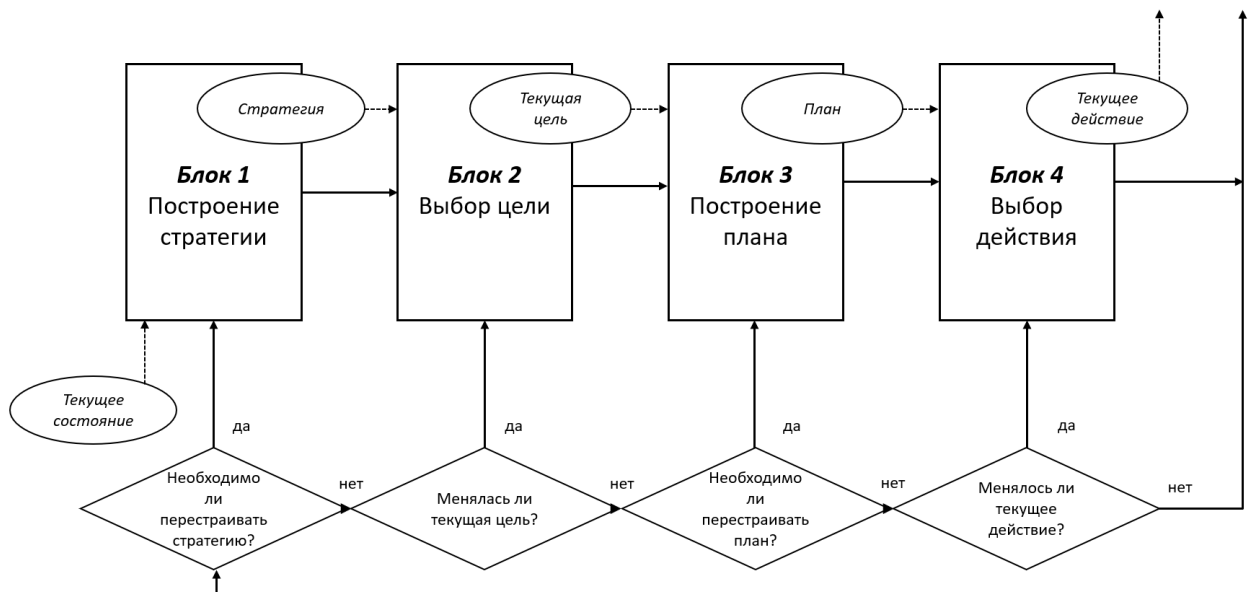 Стратегия
Текущая
цель
План
Текущее
действие
Блок 1
Построение
стратегии
Блок 2
Выбор цели
Блок 3
Построение
плана
Блок 4
Выбор
действия
Текущее
состояние
да
да
да
да
Необходимо
ли
перестраивать
стратегию?
нет
Менялась ли
текущая цель?
нет
Необходимо
ли
перестраивать
план?
нет
Менялось ли
текущее
действие?
нет